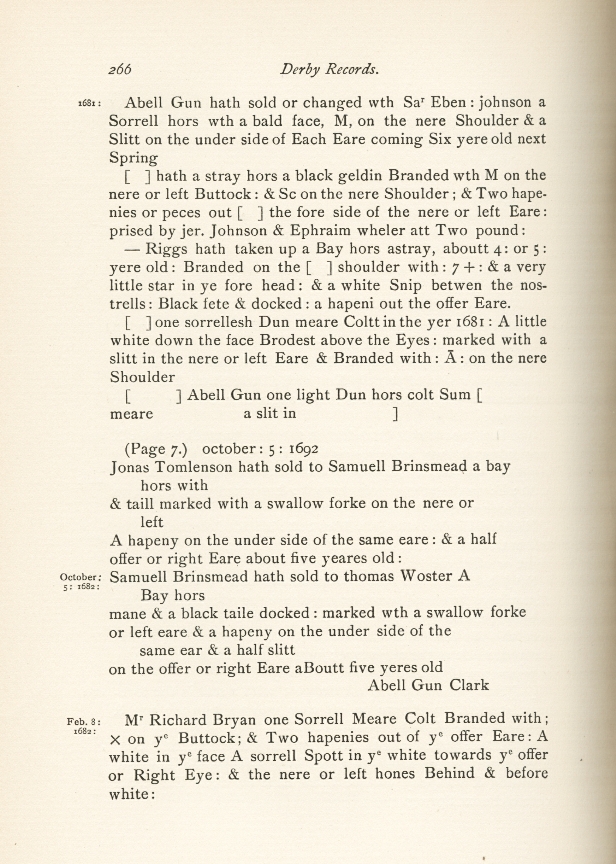 266 Derby Records.
1681: Abell Gun hath sold or changed wth Saʳ Eben: johnson a
Sorrell hors wth a bald face, M, on the nere Shoulder & a
Slitt on the under side of Each Eare coming Six yere old next
Spring
[ ] hath a stray hors a black geldin Branded wth M on the
nere or left Buttock: & Sc on the nere Shoulder; & Two hape-
nies or peces out [ ] the fore side of the nere or left Eare:
prised by jer. Johnson & Ephraim wheler att Two pound:
— Riggs hath taken up a Bay hors astray, aboutt 4: or 5:
yere old: Branded on the [ ] shoulder with: 7 +: & a very
little star in ye fore head: & a white Snip betwen the nos-
trells: Black fete & docked: a hapeni out the offer Eare.
[ ] one sorrellesh Dun meare Coltt in the yer 1681: A little
white down the face Brodest above the Eyes: marked with a
slitt in the nere or left Eare & Branded with: Ā: on the nere
Shoulder
[ ] Abell Gun one light Dun hors colt Sum [
meare a slit in ]
(Page 7.) october: 5: 1692
Jonas Tomlenson hath sold to Samuell Brinsmead a bay
hors with
& taill marked with a swallow forke on the nere or
left
A hapeny on the under side of the same eare: & a half
offer or right Eare about five yeares old:
October: 5: 1682: Samuell Brinsmead hath sold to thomas Woster A
Bay hors
mane & a black taile docked: marked wth a swallow forke
or left eare & a hapeny on the under side of the
same ear & a half slitt
on the offer or right Eare aBoutt five yeres old
Abell Gun Clark
Feb. 8: 1682: Mʳ Richard Bryan one Sorrell Meare Colt Branded with;
× on yᵉ Buttock; & Two hapenies out of yᵉ offer Eare: A
white in yᵉ face A sorrell Spott in yᵉ white towards yᵉ offer
or Right Eye: & the nere or left hones Behind & before
white: